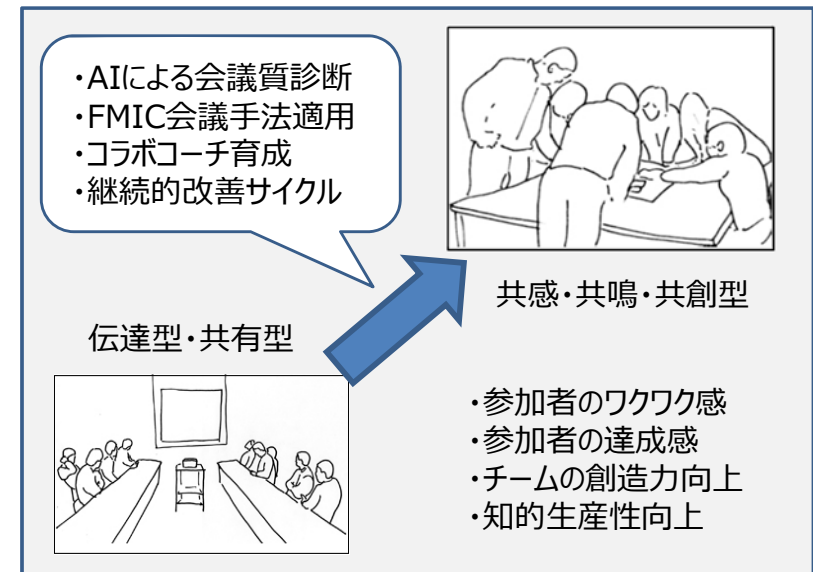 ・AIによる会議質診断
・FMIC会議手法適用
・コラボコーチ育成
・継続的改善サイクル
共感・共鳴・共創型
伝達型・共有型
・参加者のワクワク感
・参加者の達成感
・チームの創造力向上
・知的生産性向上